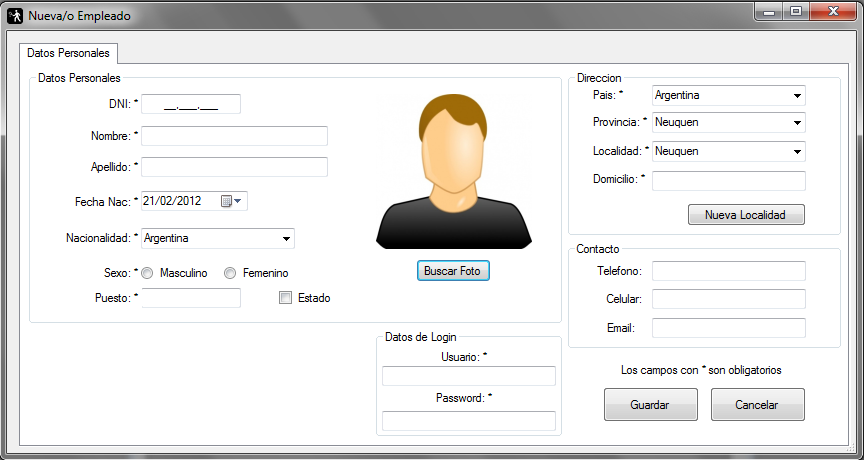 Nueva/o Empleado
Datos Personales
Datos Personales
DNI: * __.___.___
Nombre: *
Apellido: *
Fecha Nac: * 21/02/2012
Nacionalidad: * Argentina
Sexo: * Masculino Femenino
Puesto: * Estado
Buscar Foto
Datos de Login
Usuario: *
Password: *
Direccion
Pais: * Argentina
Provincia: * Neuquen
Localidad: * Neuquen
Domicilio: *
Nueva Localidad
Contacto
Telefono:
Celular:
Email:
Los campos con * son obligatorios
Guardar Cancelar